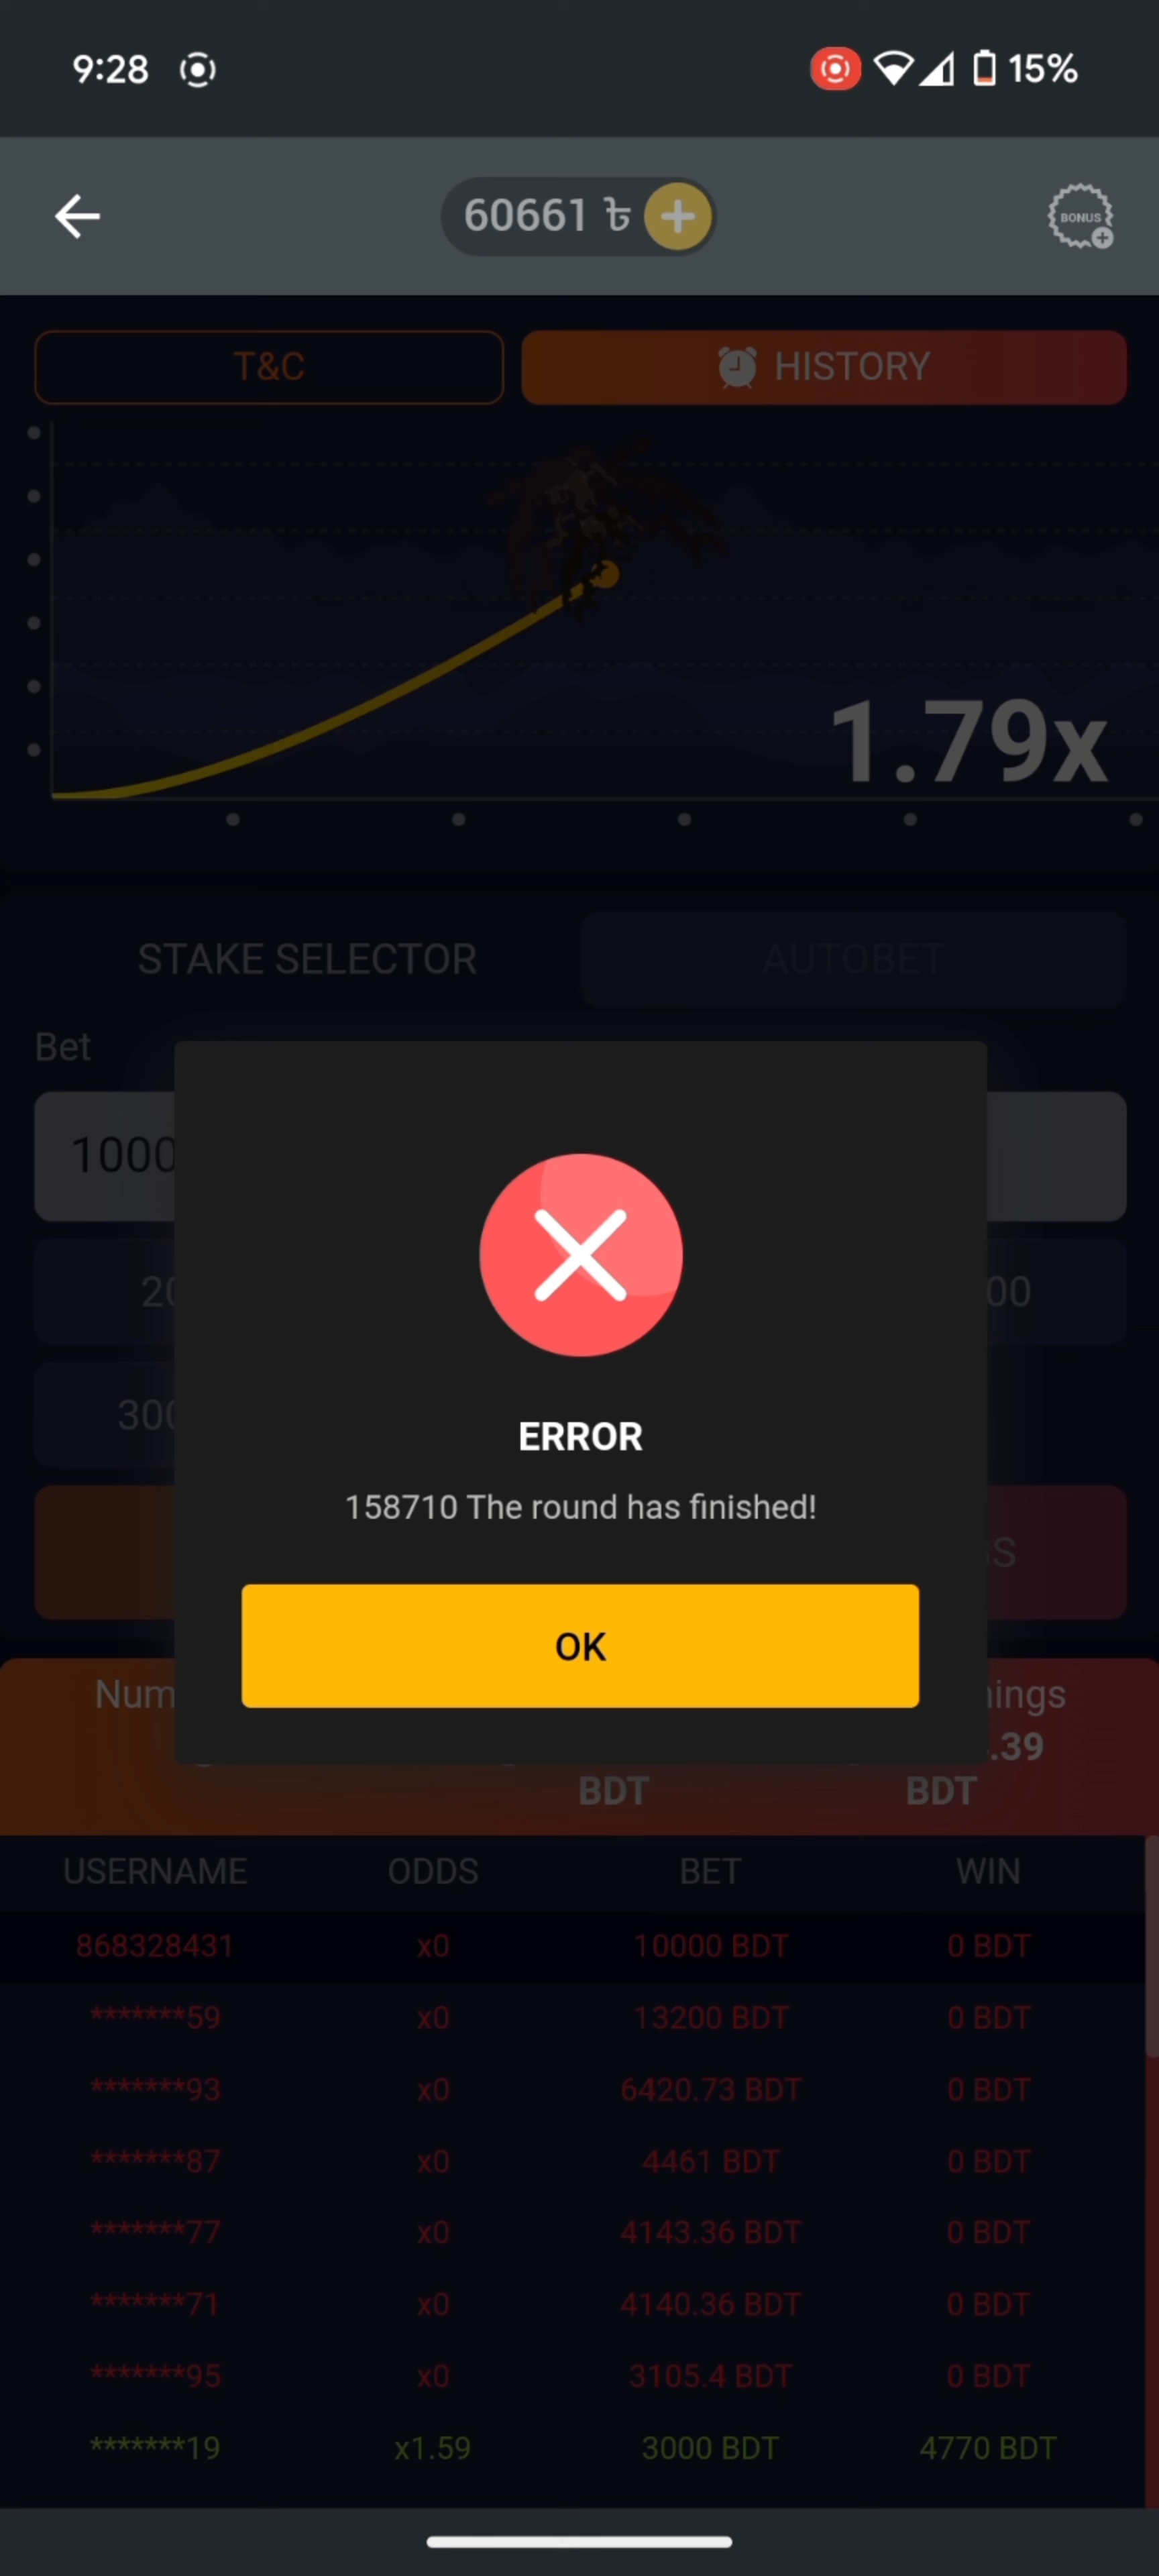 9:28 15%
60661 ৳
BONUS
T&C HISTORY
1.79x
STAKE SELECTOR AUTOBET
Bet
ERROR
158710 The round has finished!
OK
BDT BDT
USERNAME ODDS BET WIN
868328431 x0 10000 BDT 0 BDT
*******59 x0 13200 BDT 0 BDT
*******93 x0 6420.73 BDT 0 BDT
*******87 x0 4461 BDT 0 BDT
*******77 x0 4143.36 BDT 0 BDT
*******71 x0 4140.36 BDT 0 BDT
*******95 x0 3105.4 BDT 0 BDT
*******19 x1.59 3000 BDT 4770 BDT